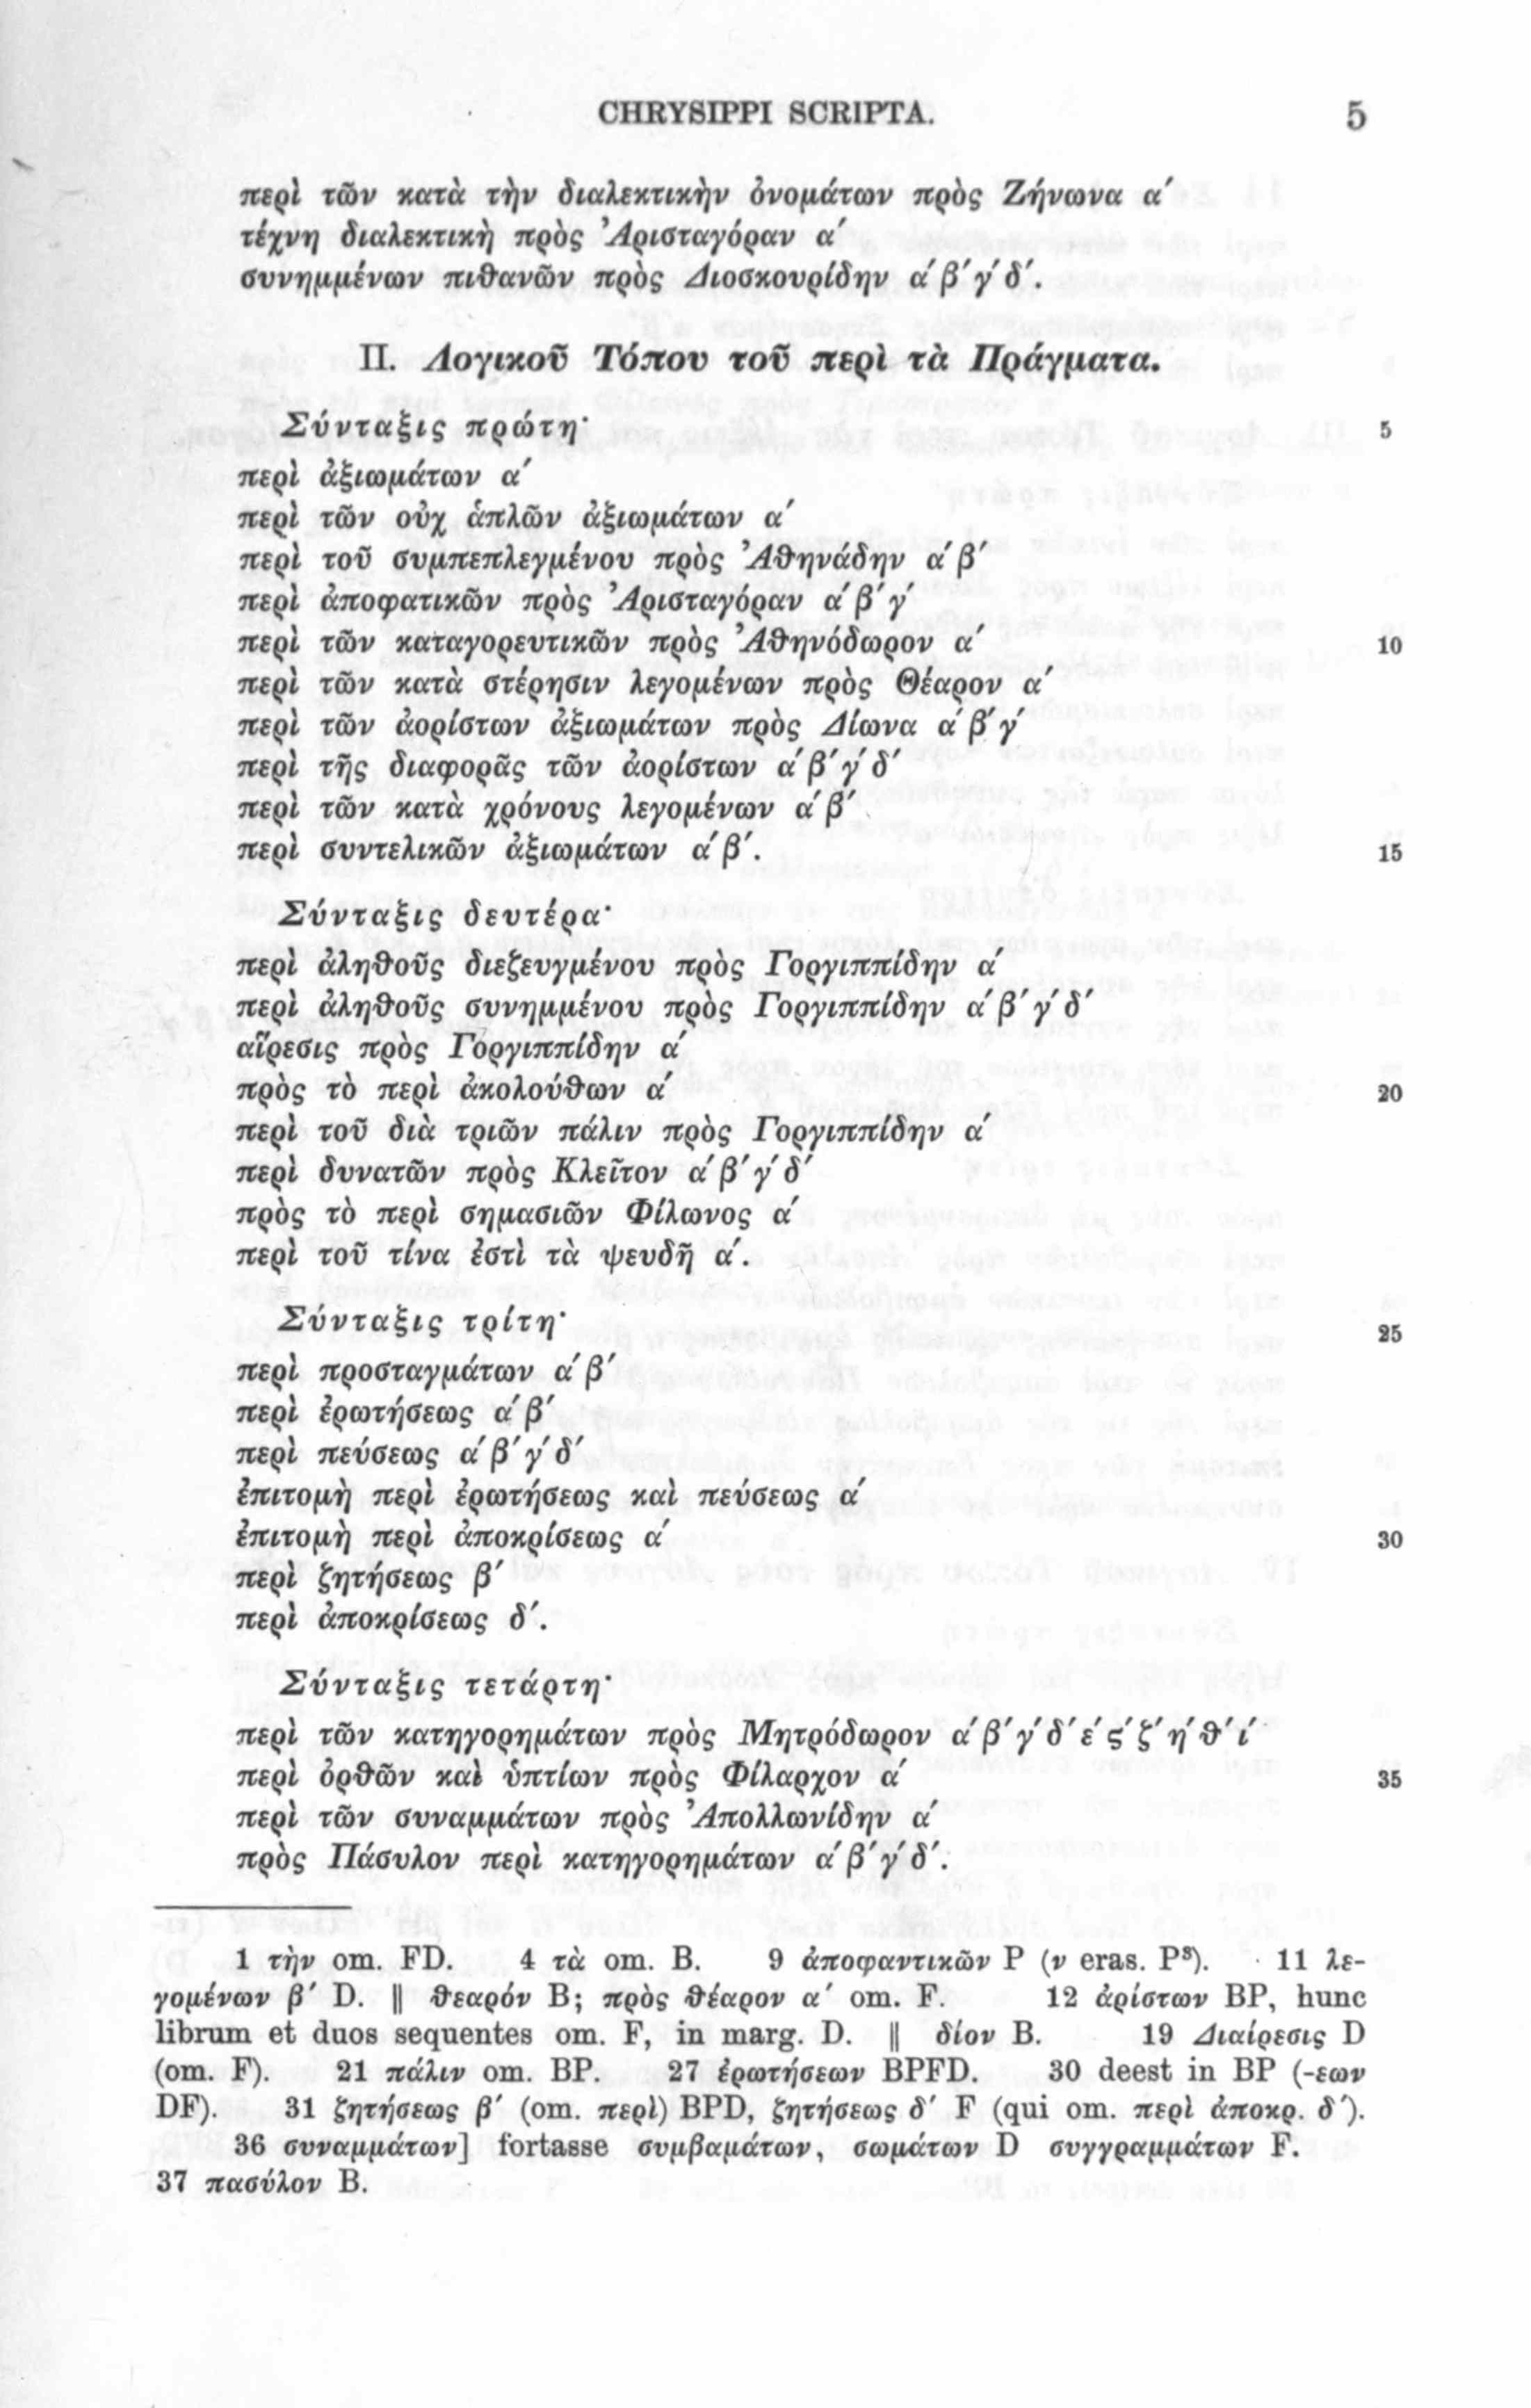 CHRYSIPPI SCRIPTA. 5
περὶ τῶν κατὰ τὴν διαλεκτικὴν ὀνομάτων πρὸς Ζήνωνα α′
τέχνη διαλεκτικὴ πρὸς Ἀρισταγόραν α′
συνημμένων πιθανῶν πρὸς Διοσκουρίδην α′ β′ γ′ δ′.
II. Λογικοῦ Τόπου τοῦ περὶ τὰ Πράγματα.
Σύνταξις πρώτη· 5
περὶ ἀξιωμάτων α′
περὶ τῶν οὐχ ἁπλῶν ἀξιωμάτων α′
περὶ τοῦ συμπεπλεγμένου πρὸς Ἀθηνάδην α′ β′
περὶ ἀποφατικῶν πρὸς Ἀρισταγόραν α′ β′ γ′
περὶ τῶν καταγορευτικῶν πρὸς Ἀθηνόδωρον α′ 10
περὶ τῶν κατὰ στέρησιν λεγομένων πρὸς Θέαρον α′
περὶ τῶν ἀορίστων ἀξιωμάτων πρὸς Δίωνα α′ β′ γ′
περὶ τῆς διαφορᾶς τῶν ἀορίστων α′ β′ γ′ δ′
περὶ τῶν κατὰ χρόνους λεγομένων α′ β′
περὶ συντελικῶν ἀξιωμάτων α′ β′. 15
Σύνταξις δευτέρα·
περὶ ἀληθοῦς διεζευγμένου πρὸς Γοργιππίδην α′
περὶ ἀληθοῦς συνημμένου πρὸς Γοργιππίδην α′ β′ γ′ δ′
αἵρεσις πρὸς Γοργιππίδην α′
πρὸς τὸ περὶ ἀκολούθων α′ 20
περὶ τοῦ διὰ τριῶν πάλιν πρὸς Γοργιππίδην α′
περὶ δυνατῶν πρὸς Κλεῖτον α′ β′ γ′ δ′
πρὸς τὸ περὶ σημασιῶν Φίλωνος α′
περὶ τοῦ τίνα ἐστὶ τὰ ψευδῆ α′.
Σύνταξις τρίτη· 25
περὶ προσταγμάτων α′ β′
περὶ ἐρωτήσεως α′ β′
περὶ πεύσεως α′ β′ γ′ δ′
ἐπιτομὴ περὶ ἐρωτήσεως καὶ πεύσεως α′
ἐπιτομὴ περὶ ἀποκρίσεως α′ 30
περὶ ζητήσεως β′
περὶ ἀποκρίσεως δ′.
Σύνταξις τετάρτη·
περὶ τῶν κατηγορημάτων πρὸς Μητρόδωρον α′ β′ γ′ δ′ ε′ ς′ ζ′ η′ θ′ ι′
περὶ ὀρθῶν καὶ ὑπτίων πρὸς Φίλαρχον α′ 35
περὶ τῶν συναμμάτων πρὸς Ἀπολλωνίδην α′
πρὸς Πάσυλον περὶ κατηγορημάτων α′ β′ γ′ δ′.
1 τὴν om. FD. 4 τὰ om. B. 9 ἀποφαντικῶν P (ν eras. Pˢ). 11 λε-
γομένων β′ D. ‖ θεαρόν B; πρὸς θέαρον α′ om. F. 12 ἀρίστων BP, hunc
librum et duos sequentes om. F, in marg. D. ‖ δίον B. 19 Διαίρεσις D
(om. F). 21 πάλιν om. BP. 27 ἐρωτήσεων BPFD. 30 deest in BP (-εων
DF). 31 ζητήσεως β′ (om. περὶ) BPD, ζητήσεως δ′ F (qui om. περὶ ἀποκρ. δ′).
36 συναμμάτων] fortasse συμβαμάτων, σωμάτων D συγγραμμάτων F.
37 πασύλον B.